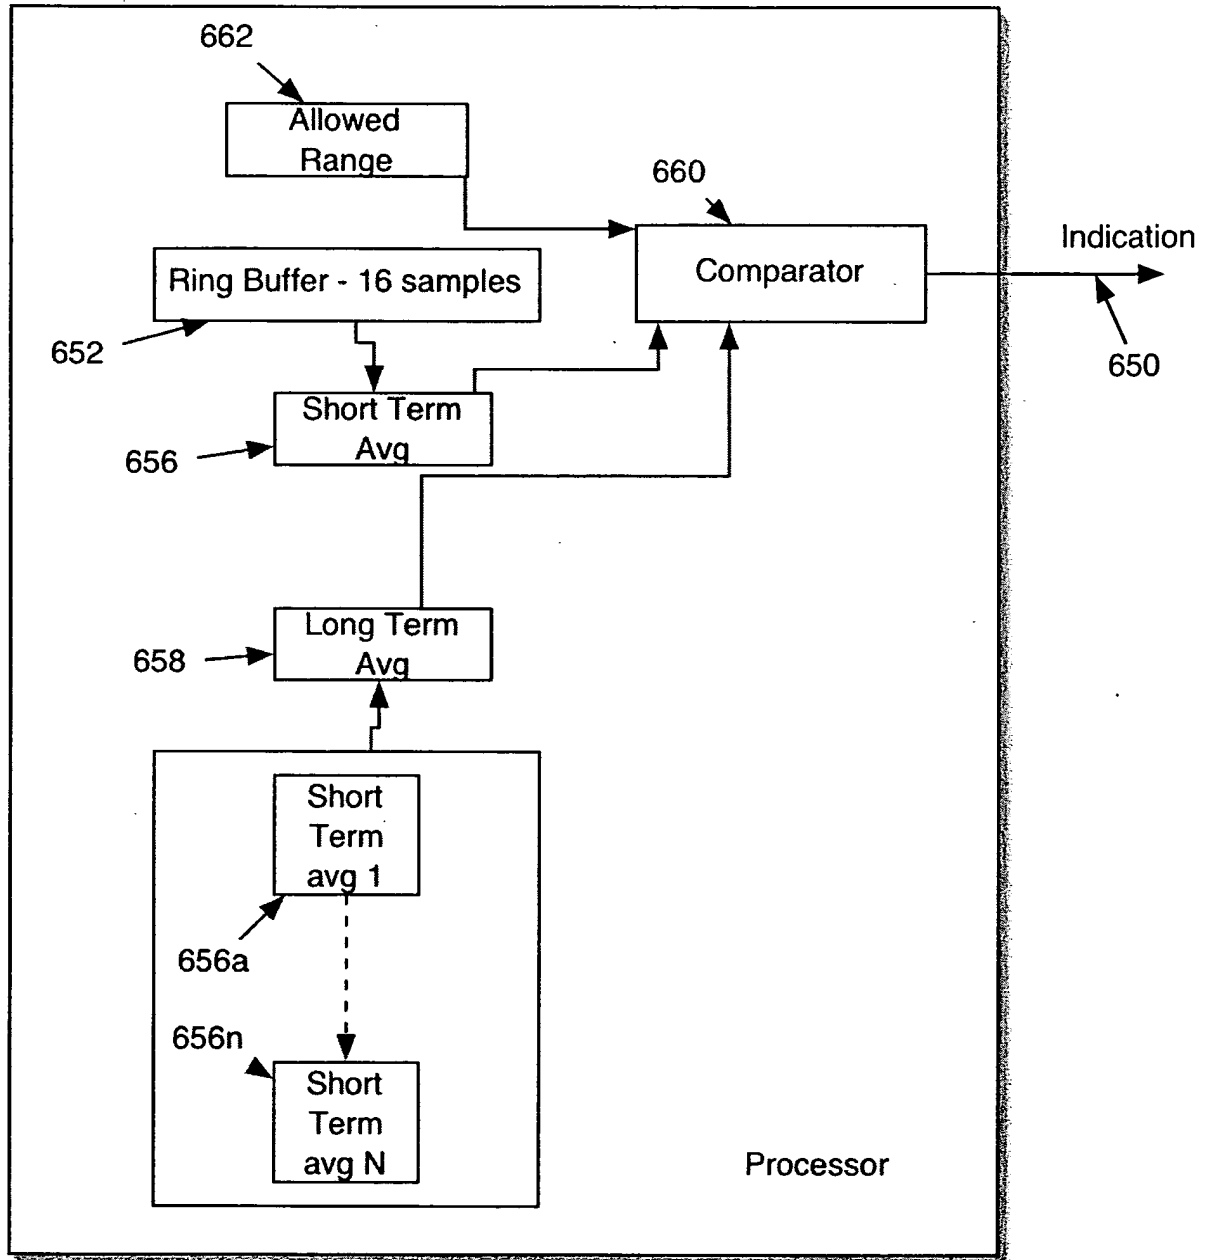 662
Allowed
Range
660
Indication
Comparator
Ring Buffer - 16 samples
652
650
Short Term
Avg
656
Long Term
Avg
658
Short
Term
avg 1
656a
656n
Short
Term
avg N
Processor